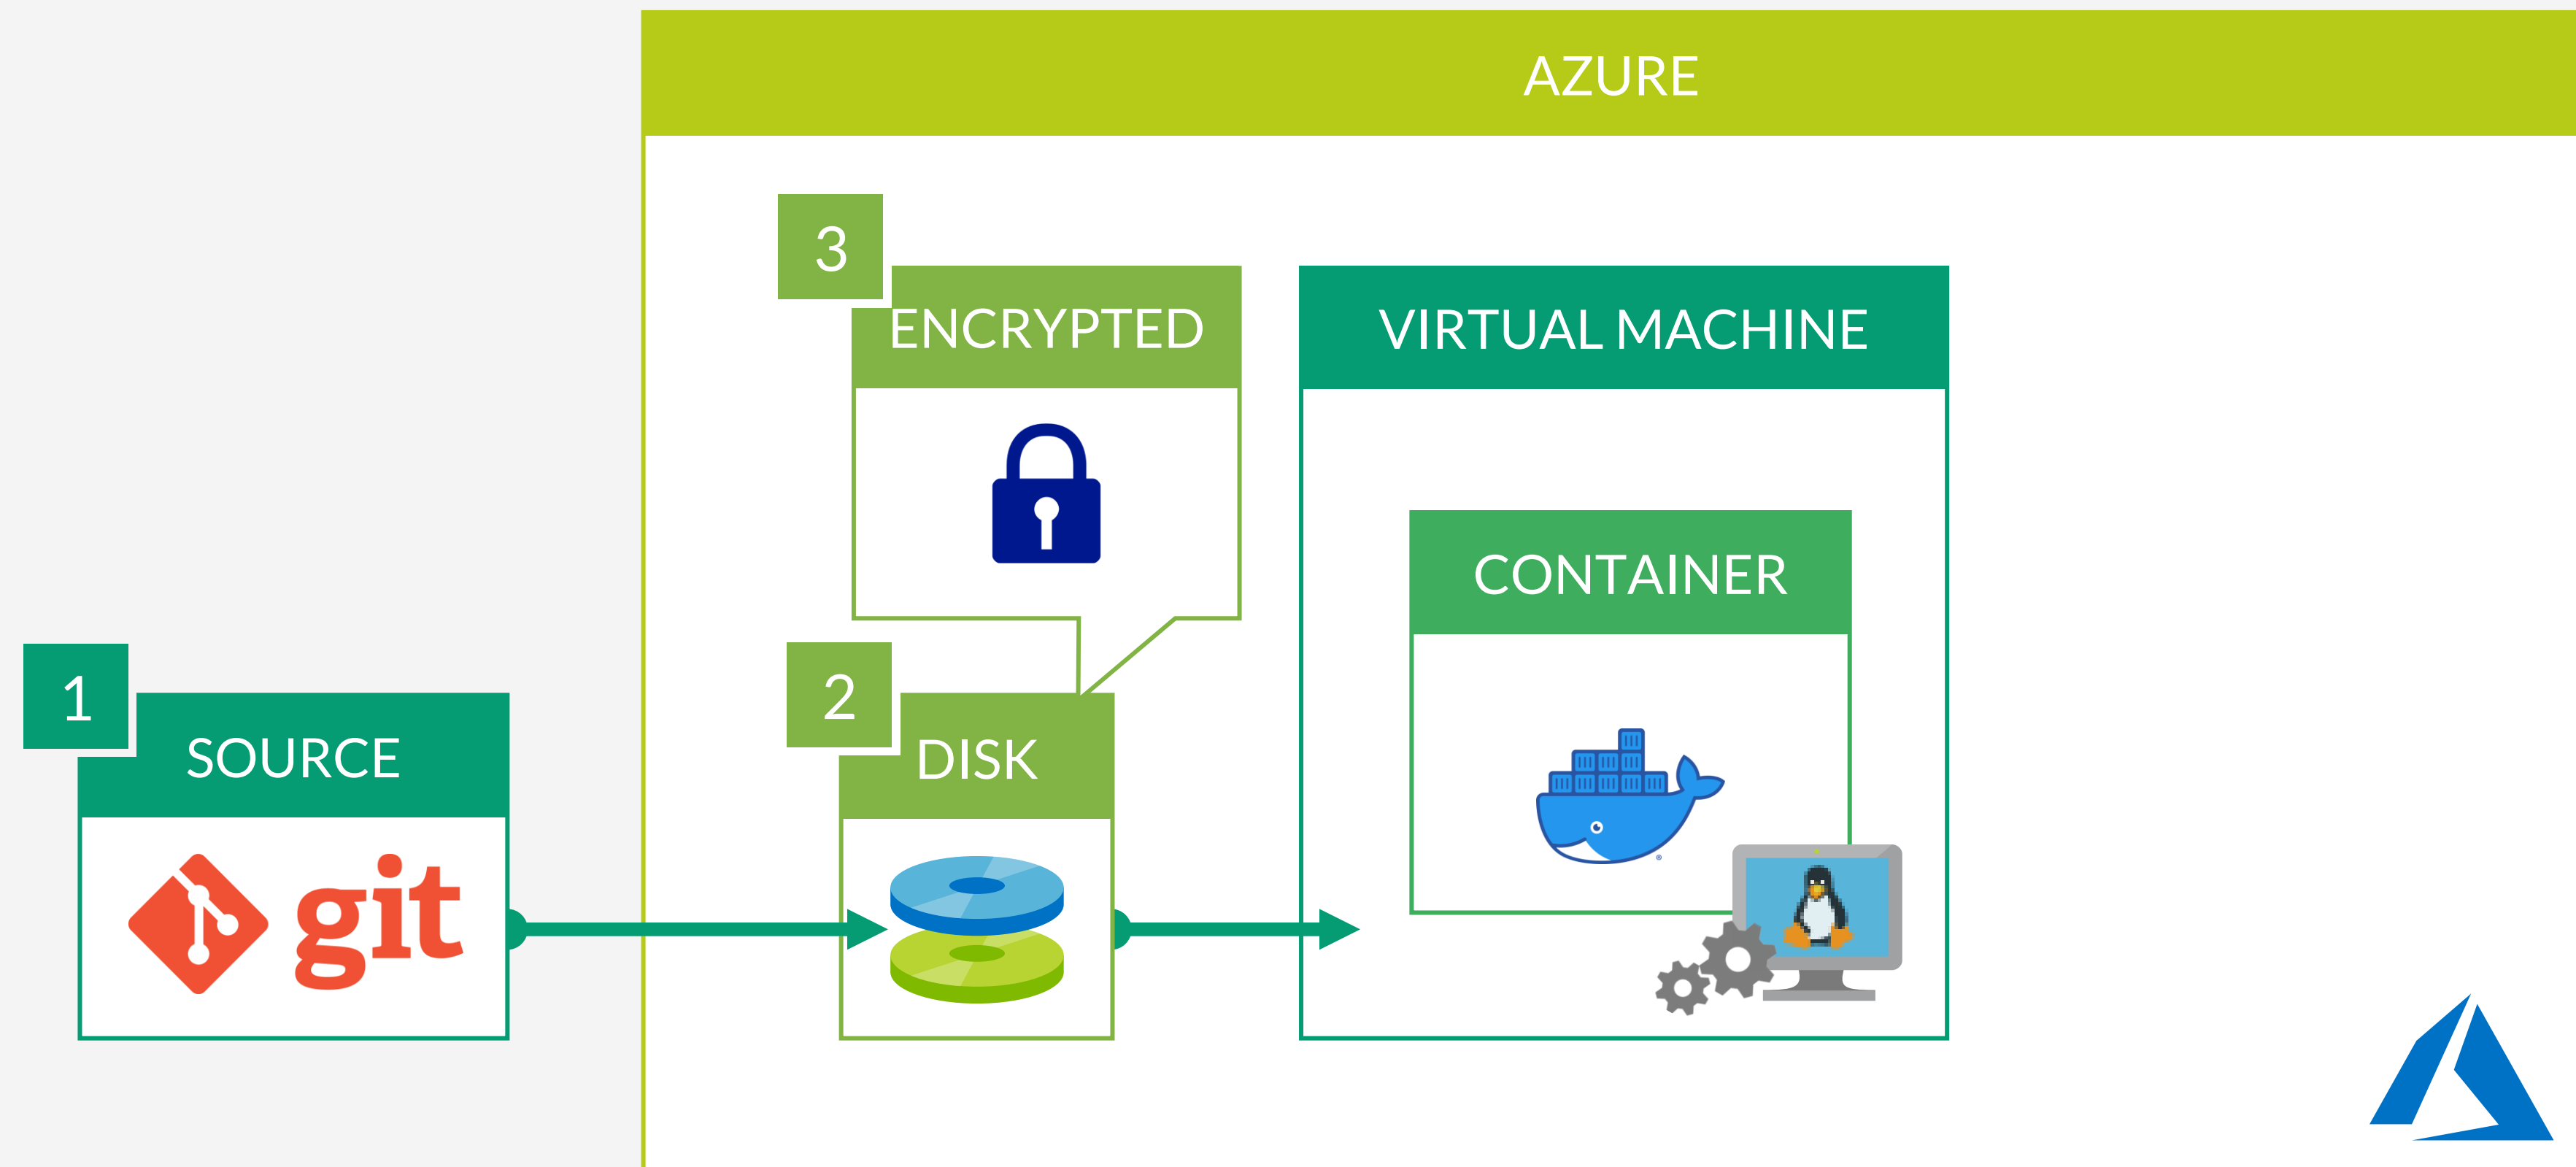 AZURE
3
ENCRYPTED
VIRTUAL MACHINE
CONTAINER
1
SOURCE
git
2
DISK